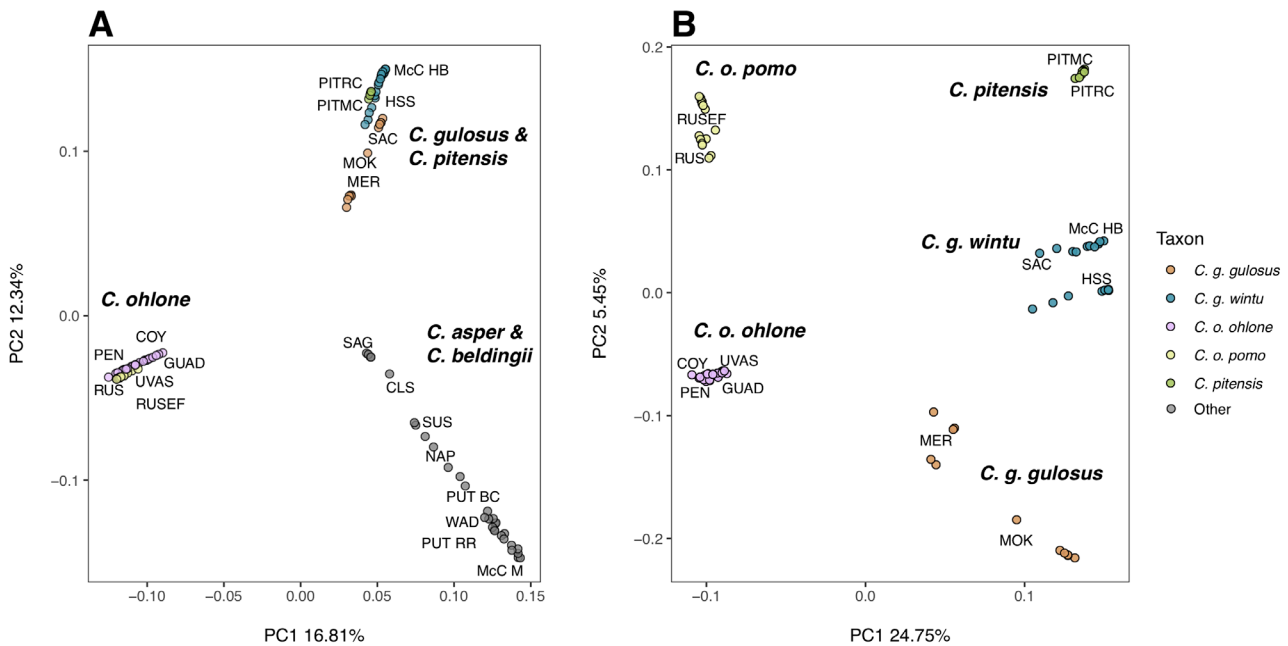 A
PC2 12.34%
0.1
0.0
−0.1
PITRC
McC HB
PITMC
HSS
SAC
C. gulosus &
C. pitensis
MOK
MER
C. ohlone
COY
PEN
GUAD
RUS
UVAS
RUSEF
C. asper &
C. beldingii
SAG
CLS
SUS
NAP
PUT BC
WAD
PUT RR
McC M
−0.10
−0.05
0.00
0.05
0.10
0.15
PC1 16.81%
B
PC2 5.45%
0.2
0.1
0.0
−0.1
−0.2
C. o. pomo
RUSEF
RUS
PITMC
C. pitensis
PITRC
McC HB
C. g. wintu
SAC
HSS
C. o. ohlone
COY
UVAS
PEN
GUAD
MER
C. g. gulosus
MOK
−0.1
0.0
0.1
PC1 24.75%
Taxon
C. g. gulosus
C. g. wintu
C. o. ohlone
C. o. pomo
C. pitensis
Other